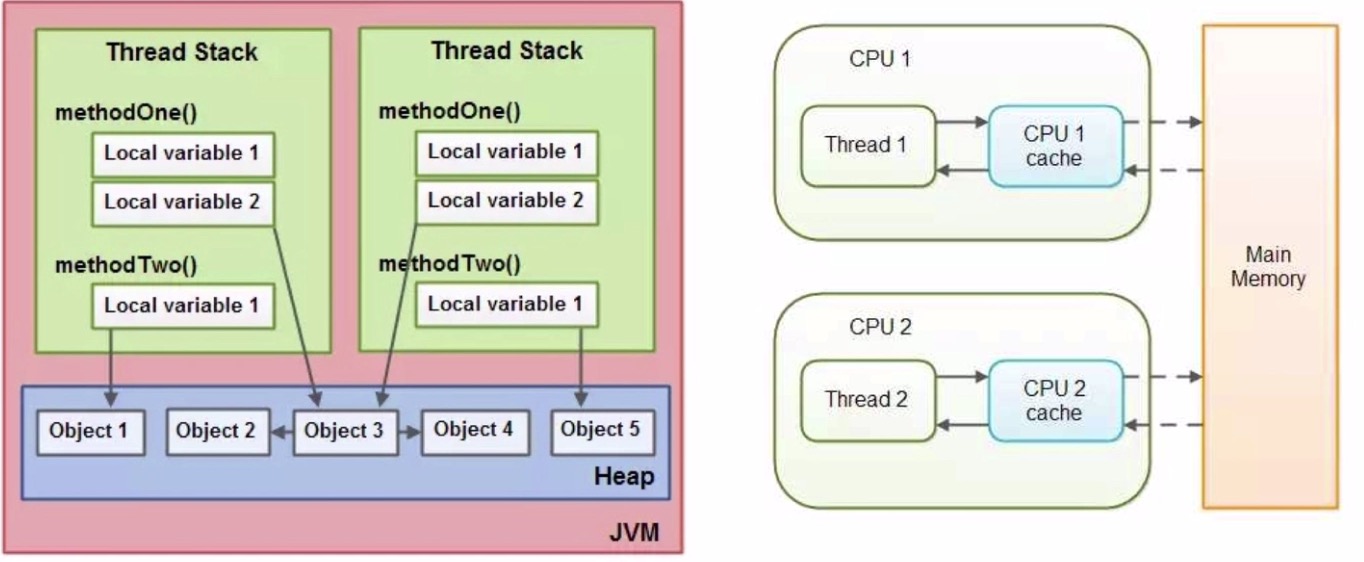 Thread Stack
methodOne()
Local variable 1
Local variable 2
methodTwo()
Local variable 1
Thread Stack
methodOne()
Local variable 1
Local variable 2
methodTwo()
Local variable 1
Object 1
Object 2
Object 3
Object 4
Object 5
Heap
JVM
CPU 1
Thread 1
CPU 1
cache
CPU 2
Thread 2
CPU 2
cache
Main
Memory